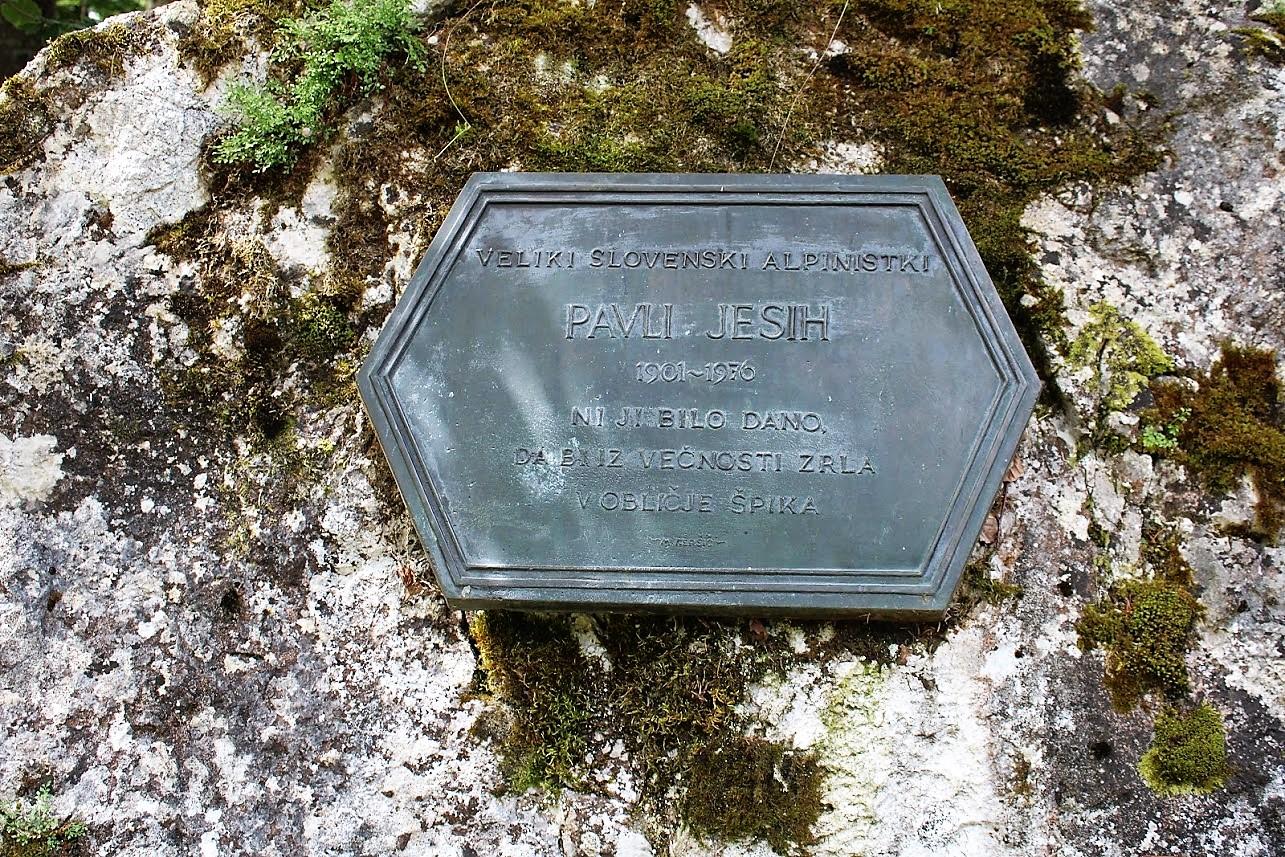 VELIKI SLOVENSKI ALPINISTKI
PAVLI JESIH
1901~1976
NI JI BILO DANO,
DA BI IZ VEČNOSTI ZRLA
V OBLIČJE ŠPIKA